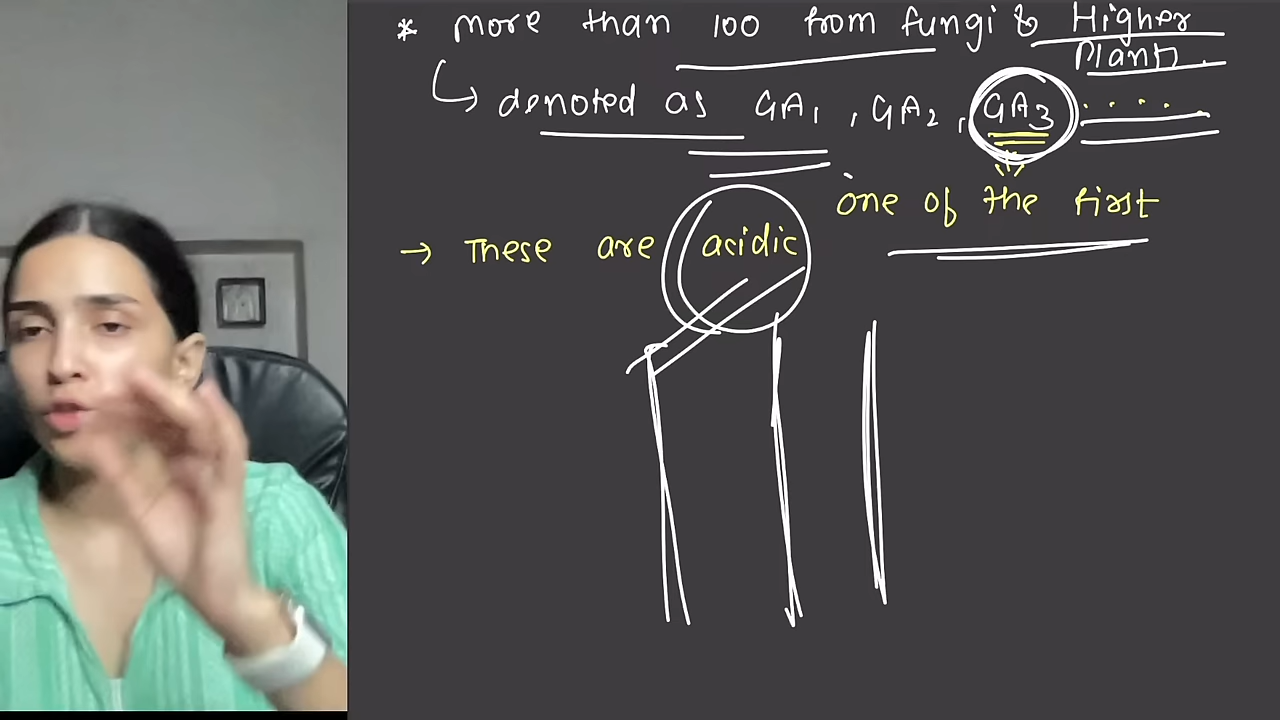 * more than 100 from fungi & Higher Plants.
↳ denoted as GA1, GA2, GA3 ....
one of the first
→ These are acidic